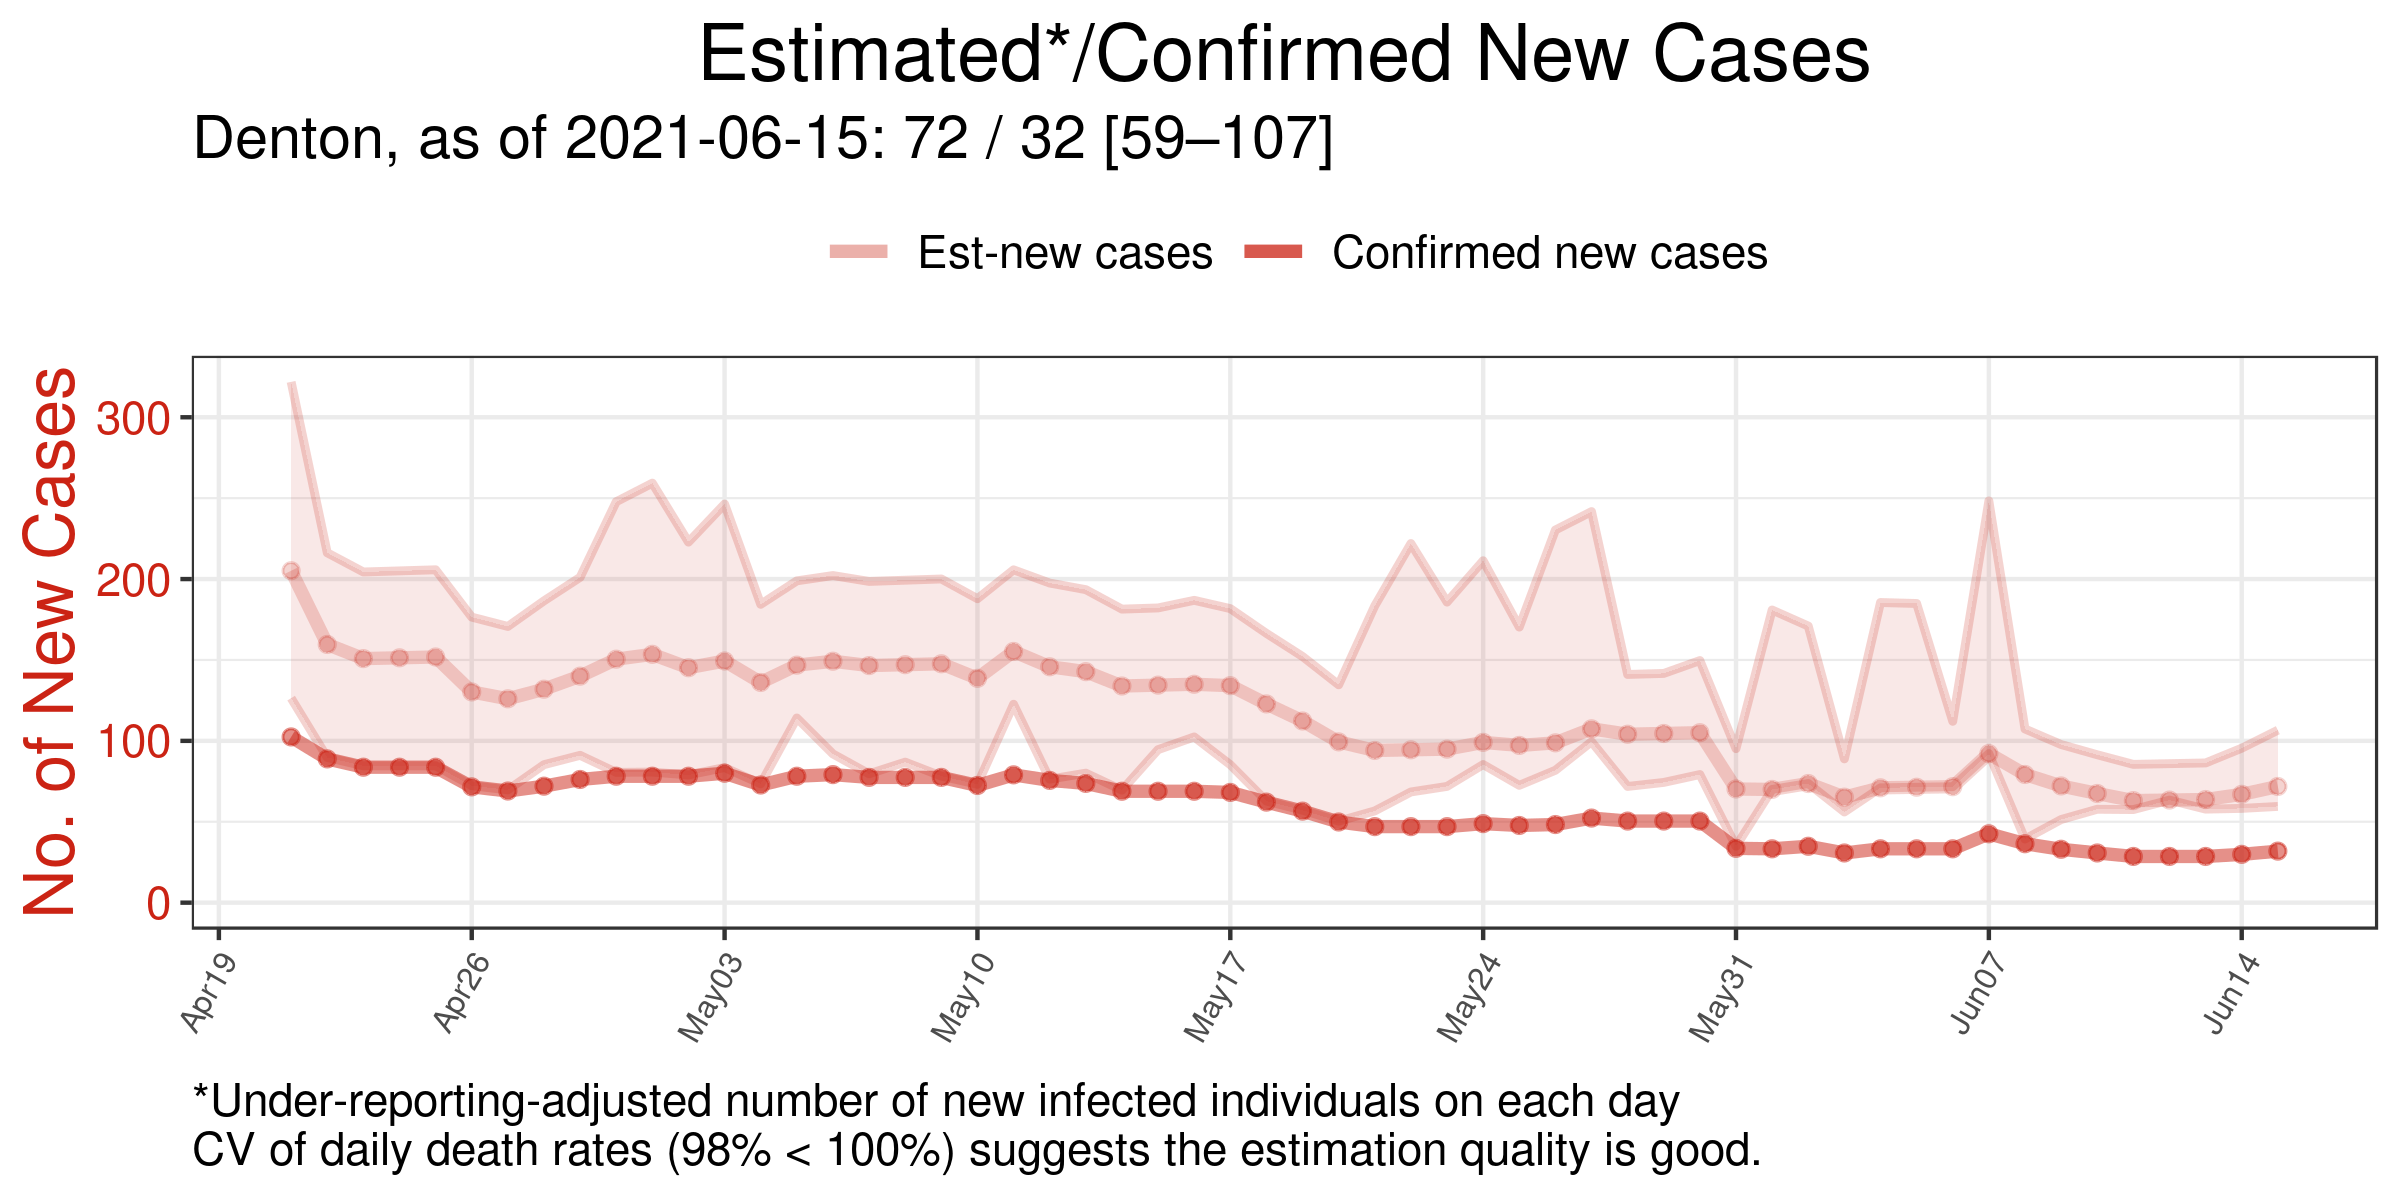 Estimated*/Confirmed New Cases
Denton, as of 2021-06-15: 72 / 32 [59–107]
Est-new cases Confirmed new cases
No. of New Cases
300
200
100
0
Apr19 Apr26 May03 May10 May17 May24 May31 Jun07 Jun14
*Under-reporting-adjusted number of new infected individuals on each day
CV of daily death rates (98% < 100%) suggests the estimation quality is good.